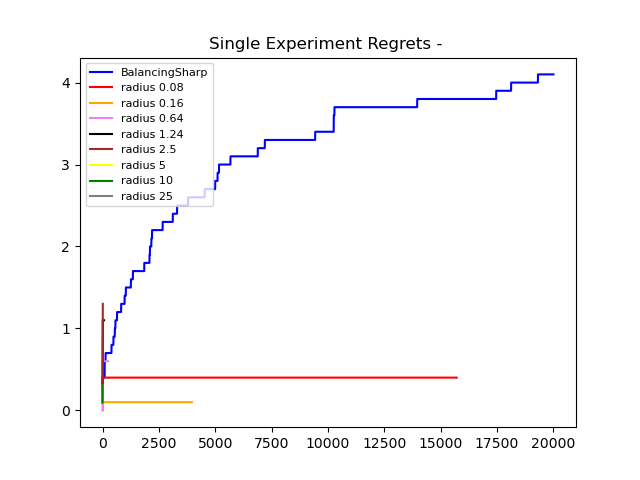 Single Experiment Regrets -
BalancingSharp
radius 0.08
radius 0.16
radius 0.64
radius 1.24
radius 2.5
radius 5
radius 10
radius 25
4
3
2
1
0
0 2500 5000 7500 10000 12500 15000 17500 20000